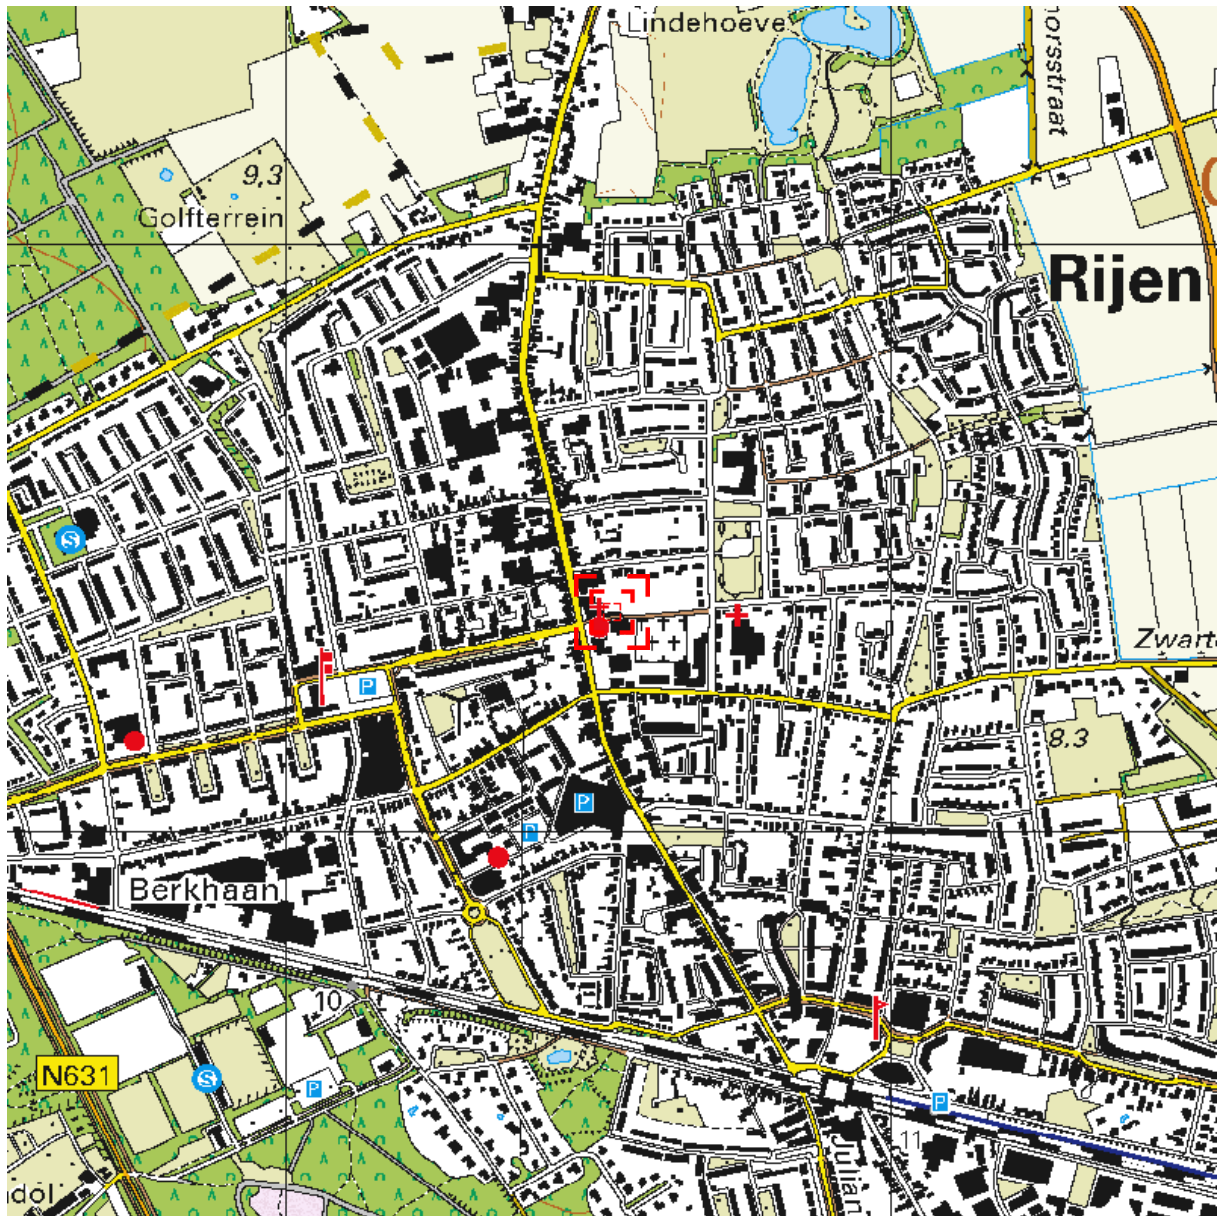 Lindehoeve
orsstraat
9,3
Golfterrein
Rijen
S
Zwart
P
8,3
P
P
Berkhaan
10
N631
S
P
P
11
Julian
dol